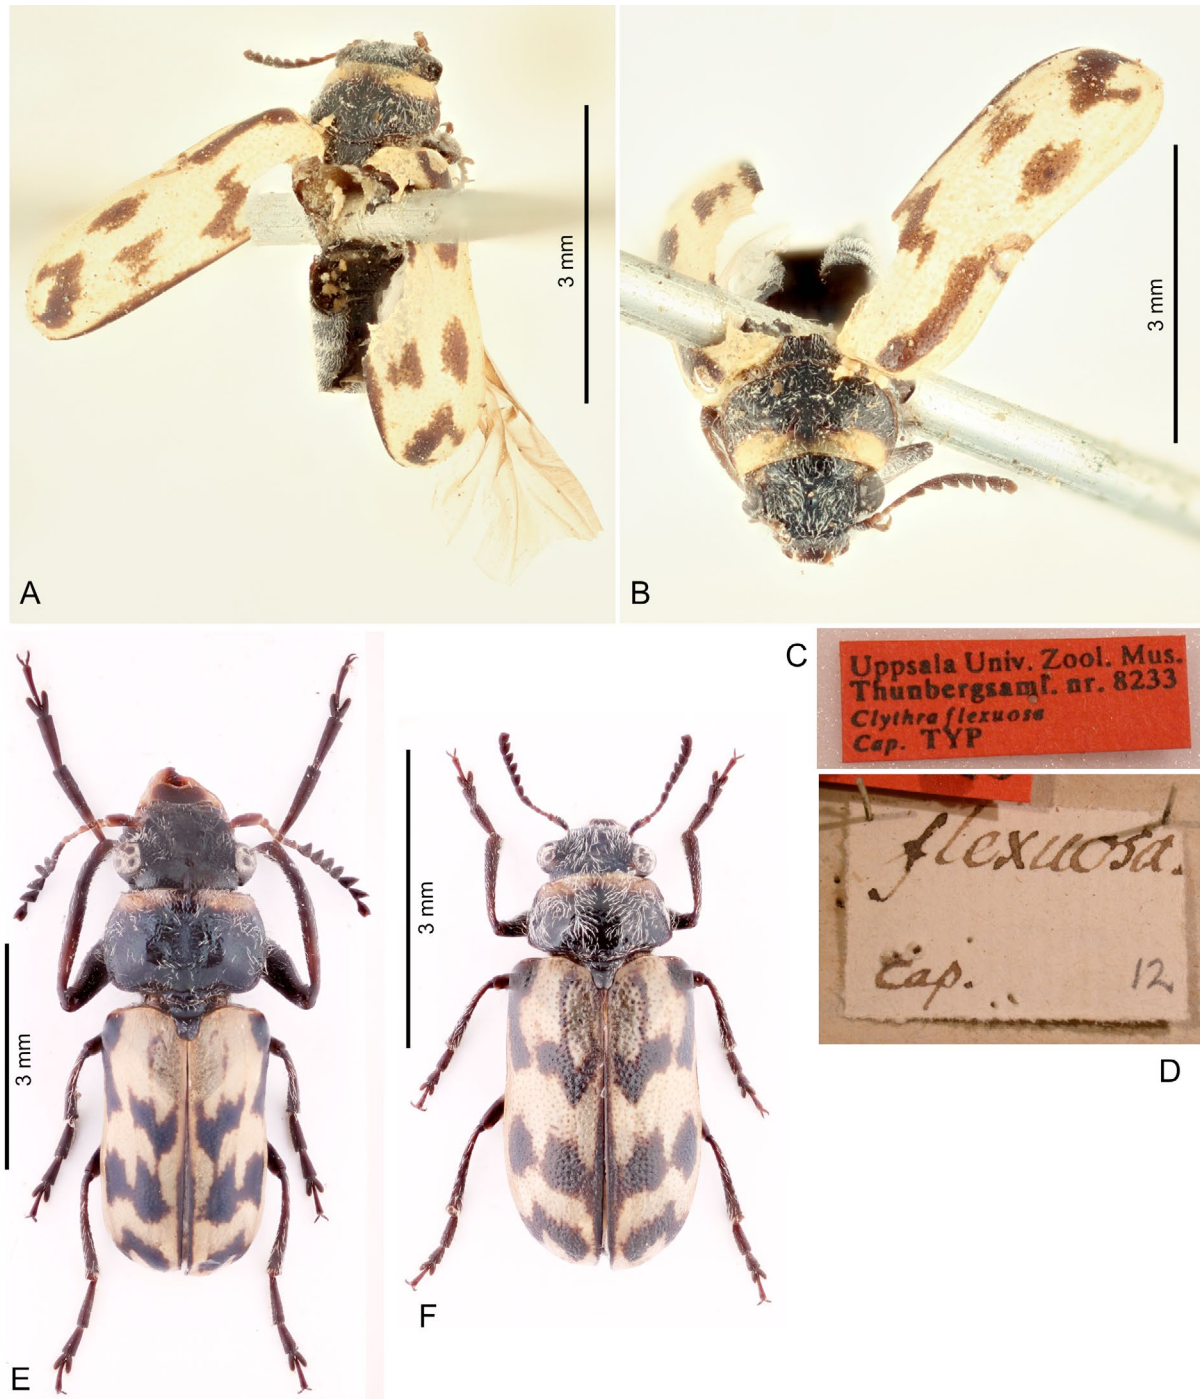 A
3 mm
B
3 mm
C
Uppsala Univ. Zool. Mus.
Thunbergsaml. nr. 8233
Clythra flexuosa
Cap. TYP
flexuosa.
Cap.
12
D
E
3 mm
F
3 mm